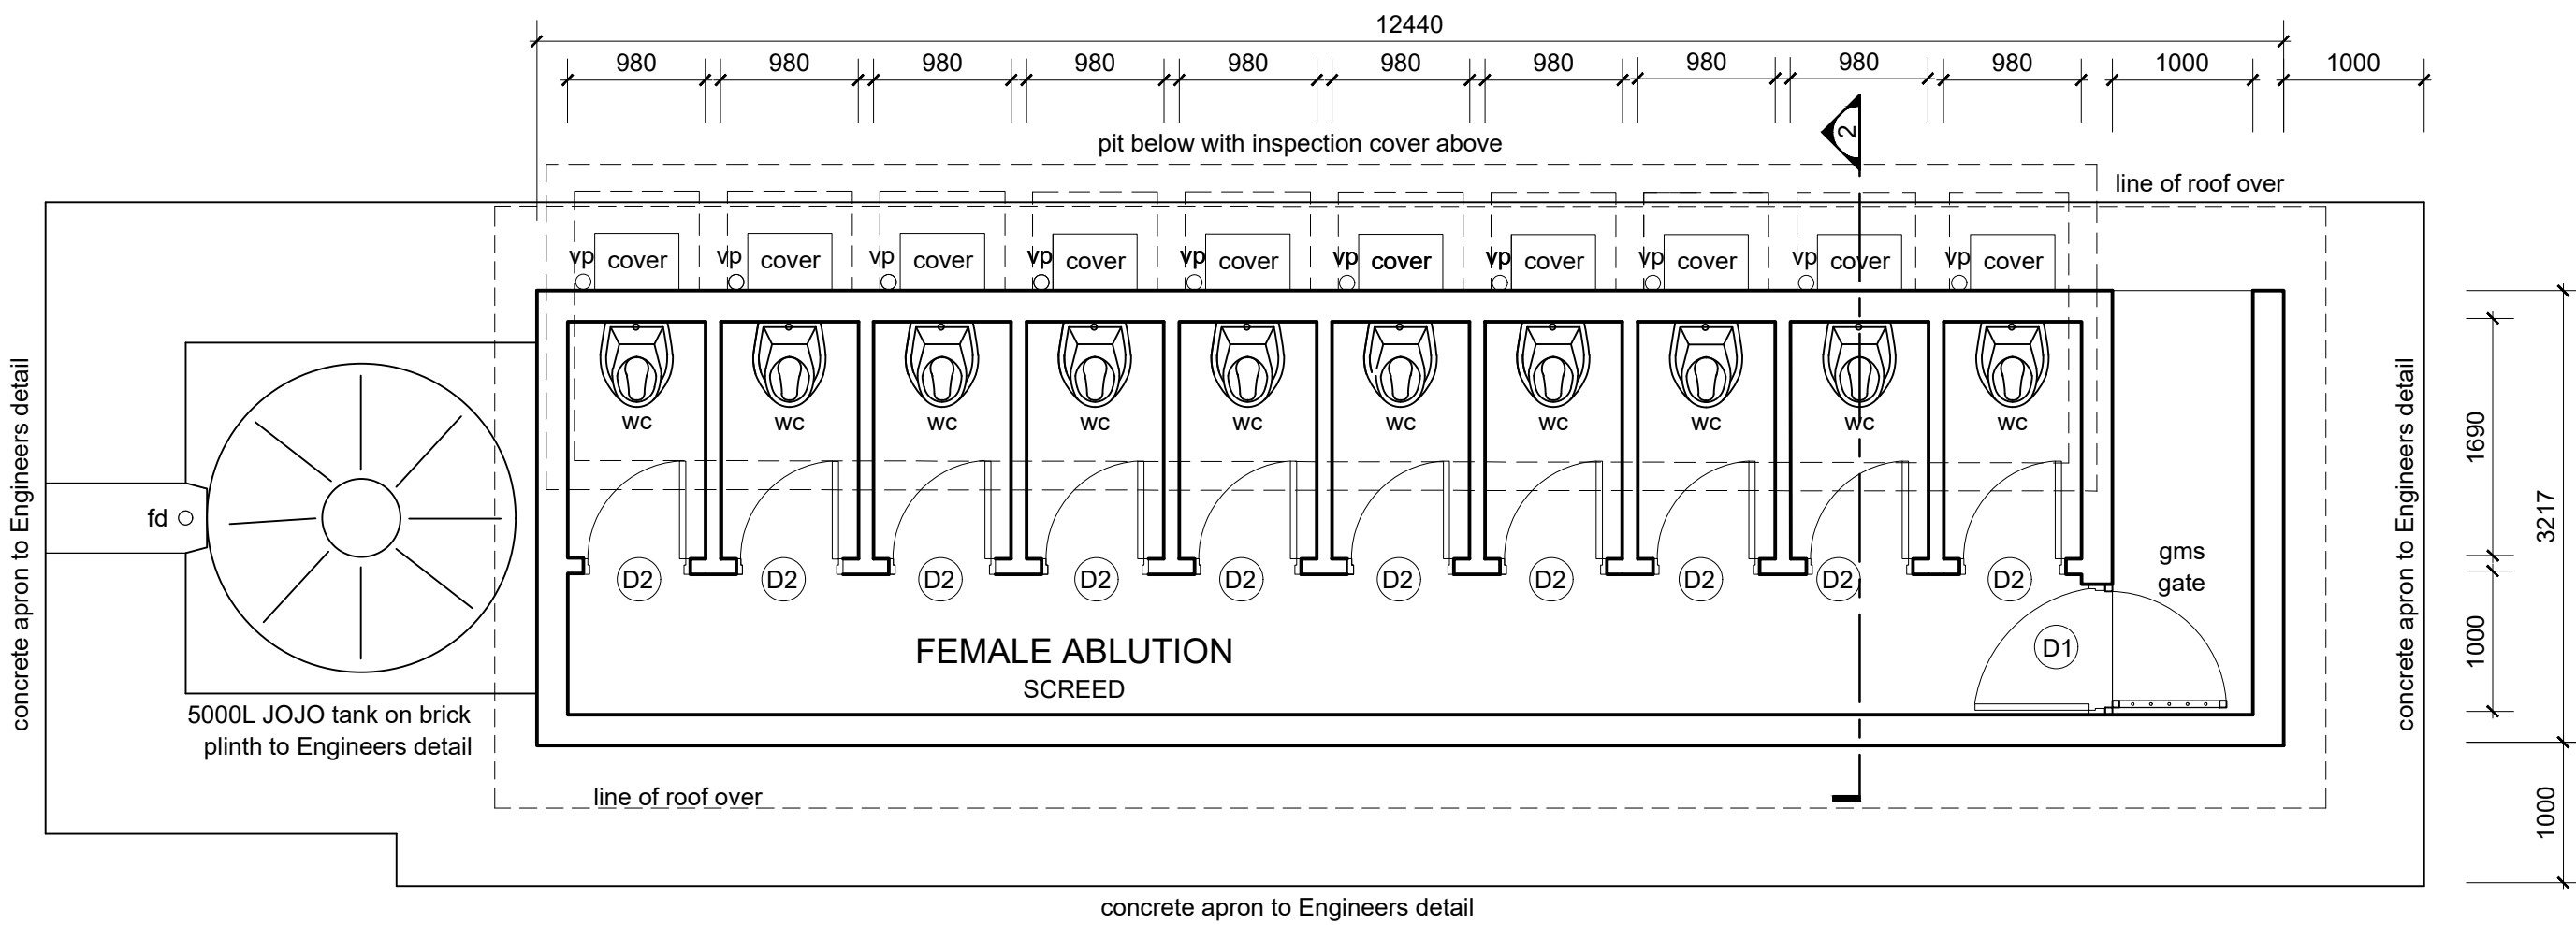 12440
980 980 980 980 980 980 980 980 980 980 1000 1000
2
pit below with inspection cover above
line of roof over
vp cover vp cover vp cover vp cover vp cover vp cover vp cover vp cover vp cover vp cover
wc wc wc wc wc wc wc wc wc wc
concrete apron to Engineers detail
fd
D2 D2 D2 D2 D2 D2 D2 D2 D2 D2
gms
gate
D1
FEMALE ABLUTION
SCREED
5000L JOJO tank on brick
plinth to Engineers detail
line of roof over
concrete apron to Engineers detail
1690
3217
1000
1000
concrete apron to Engineers detail